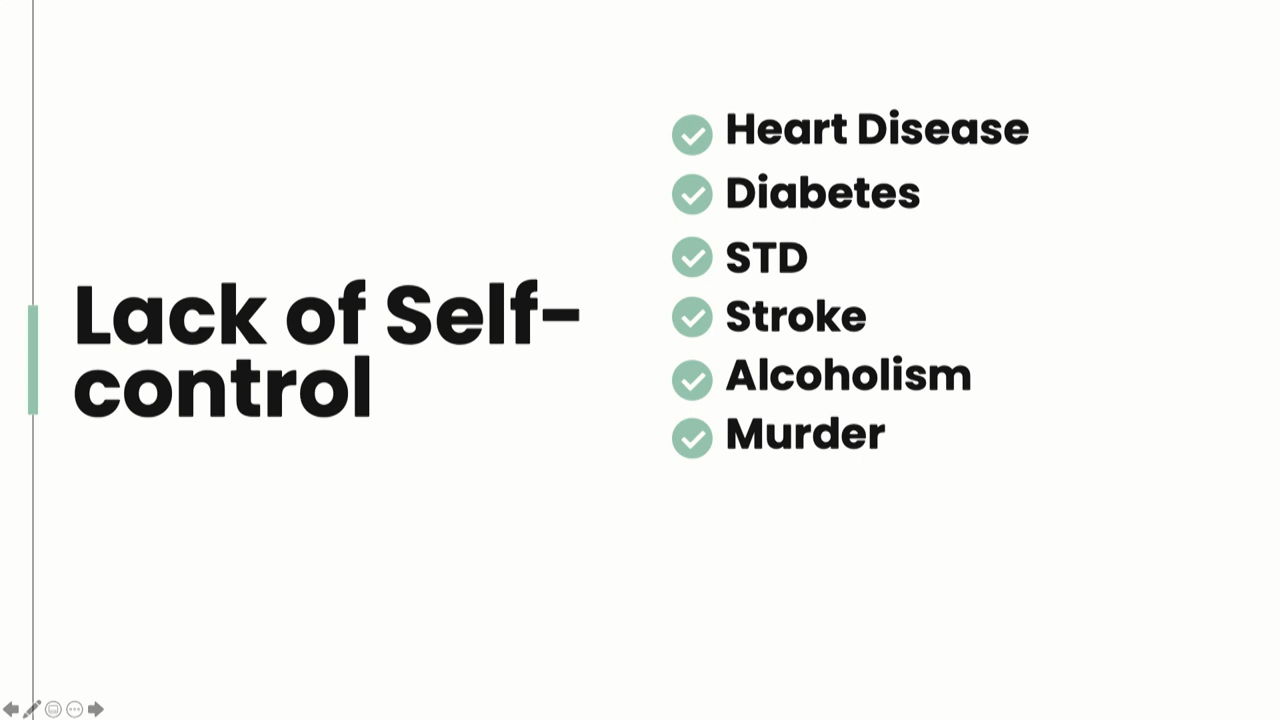 Lack of Self-
control
Heart Disease
Diabetes
STD
Stroke
Alcoholism
Murder